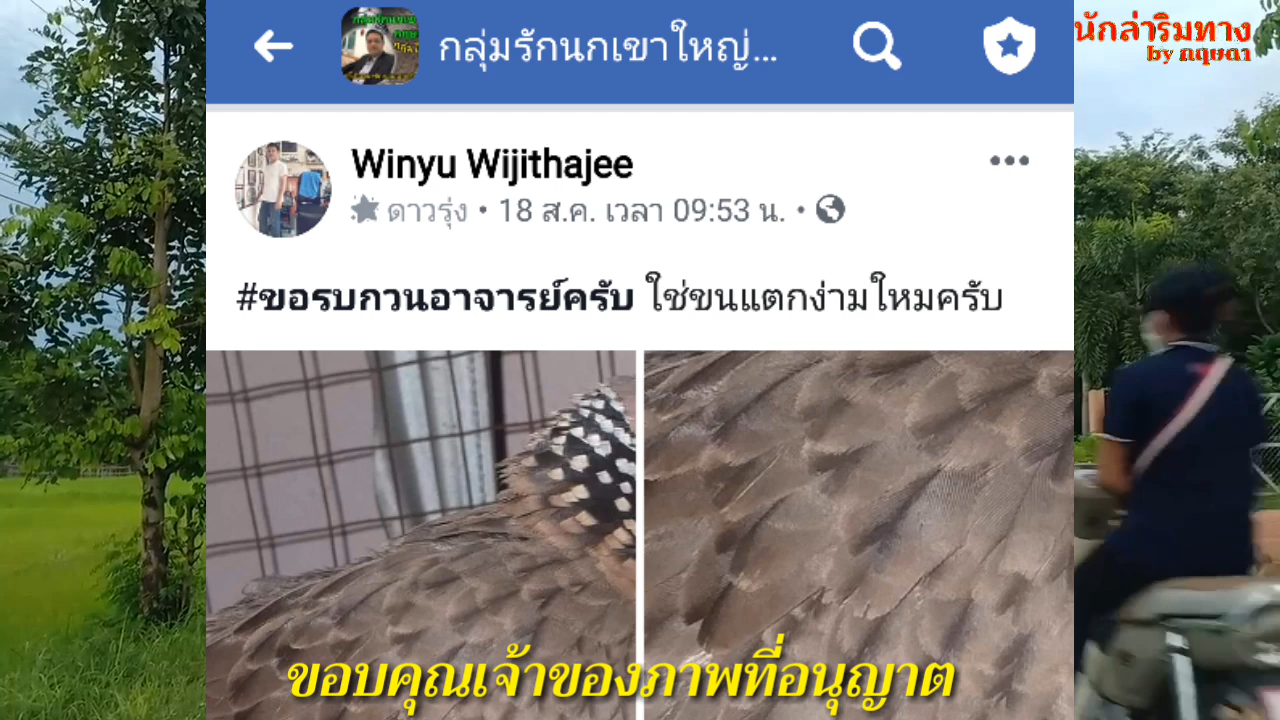 กลุ่มรักนกเขาใหญ่...
นักล่าริมทาง
by กฤษดา
Winyu Wijithajee
ดาวรุ่ง • 18 ส.ค. เวลา 09:53 น. •
#ขอรบกวนอาจารย์ครับ ใช่ขนแตกง่ามใหมครับ
ขอบคุณเจ้าของภาพที่อนุญาต